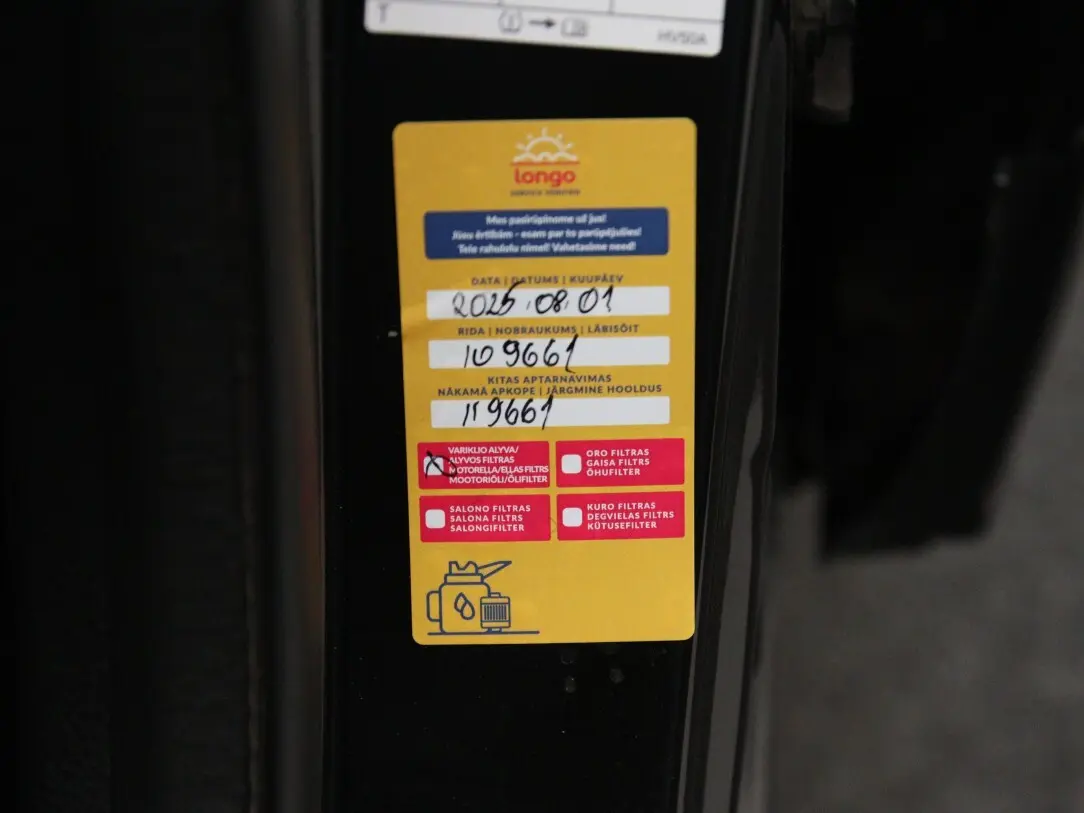 T
longo
Mes pasirūpinome už jus!
Jūsu ērtībām - esam par to parūpējušies!
Teie rahulolu nimel! Vahetasime need!
DATA | DATUMS | KUUPÄEV
2025.08.01
RIDA | NOBRAUKUMS | LÄBISÕIT
109661
KITAS APTARNAVIMAS
NĀKAMĀ APKOPE | JÄRGMINE HOOLDUS
119661
VARIKLIO ALYVA/
ALYVOS FILTRAS
MOTOREĻĻA/EĻĻAS FILTRS
MOOTORIÕLI/ÕLIFILTER
ORO FILTRAS
GAISA FILTRS
ÕHUFILTER
SALONO FILTRAS
SALONA FILTRS
SALONGIFILTER
KURO FILTRAS
DEGVIELAS FILTRS
KÜTUSEFILTER